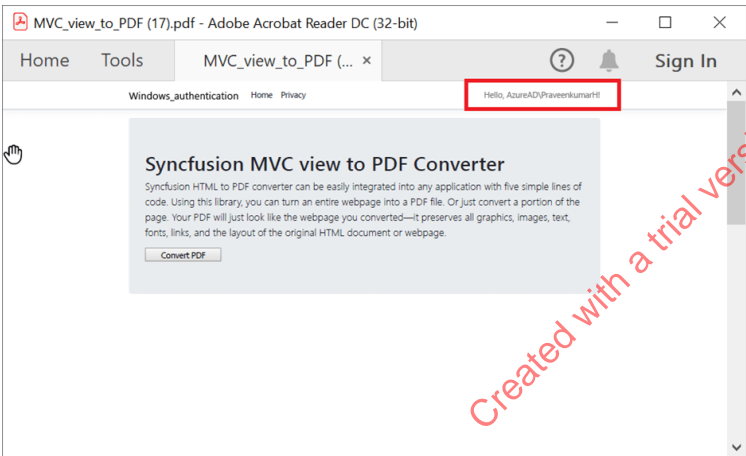 MVC_view_to_PDF (17).pdf - Adobe Acrobat Reader DC (32-bit)
Home Tools MVC_view_to_PDF (... × ? Sign In
Windows_authentication Home Privacy Hello, AzureAD\PraveenkumarH!
Syncfusion MVC view to PDF Converter
Syncfusion HTML to PDF converter can be easily integrated into any application with five simple lines of
code. Using this library, you can turn an entire webpage into a PDF file. Or just convert a portion of the
page. Your PDF will just look like the webpage you converted—it preserves all graphics, images, text,
fonts, links, and the layout of the original HTML document or webpage.
Convert PDF
Created with a trial vers